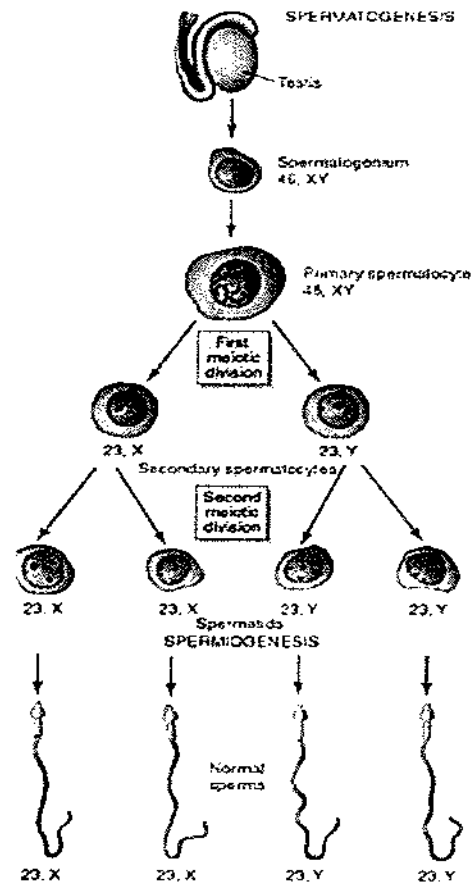 SPERMATOGENESIS
Testis
Spermatogonium
46, XY
Primary spermatocyte
46, XY
First
meiotic
division
23, X 23, Y
Secondary spermatocytes
Second
meiotic
division
23, X 23, X 23, Y 23, Y
Spermatids
SPERMIOGENESIS
Normal
sperms
23, X 23, X 23, Y 23, Y